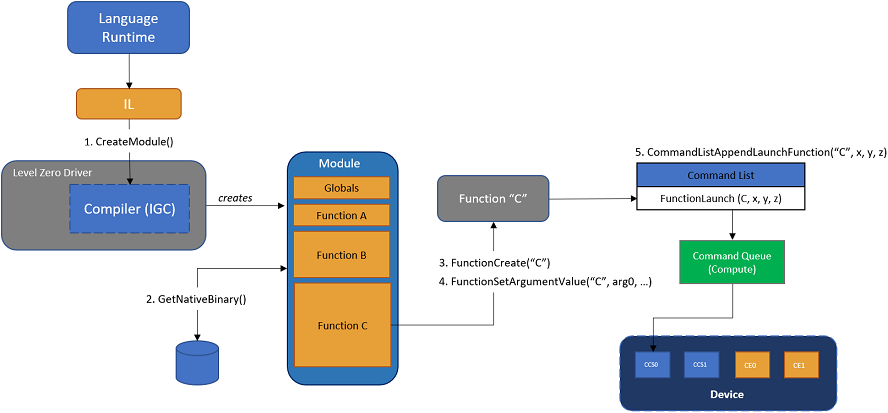 Language
Runtime
IL
1. CreateModule()
Level Zero Driver
Compiler (IGC)
creates
2. GetNativeBinary()
Module
Globals
Function A
Function B
Function C
Function “C”
3. FunctionCreate(“C”)
4. FunctionSetArgumentValue(“C”, arg0, …)
5. CommandListAppendLaunchFunction(“C”, x, y, z)
Command List
FunctionLaunch (C, x, y, z)
Command Queue
(Compute)
CCS0
CCS1
CE0
CE1
Device